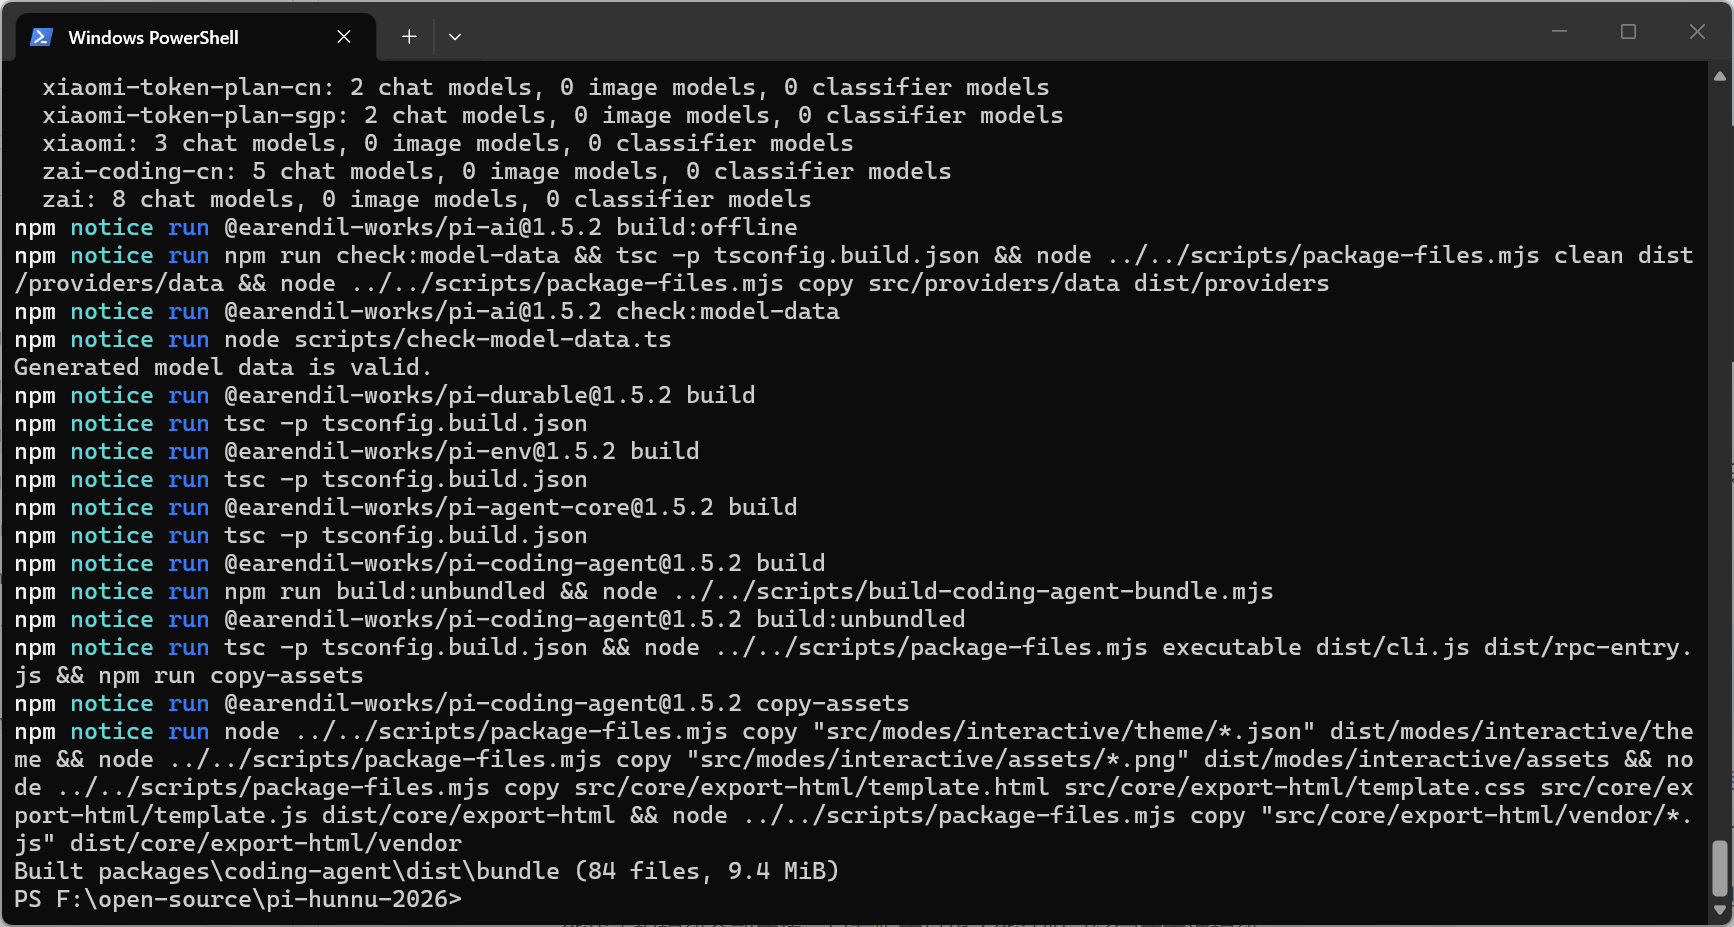 Windows PowerShell
xiaomi-token-plan-cn: 2 chat models, 0 image models, 0 classifier models
xiaomi-token-plan-sgp: 2 chat models, 0 image models, 0 classifier models
xiaomi: 3 chat models, 0 image models, 0 classifier models
zai-coding-cn: 5 chat models, 0 image models, 0 classifier models
zai: 8 chat models, 0 image models, 0 classifier models
npm notice run @earendil-works/pi-ai@1.5.2 build:offline
npm notice run npm run check:model-data && tsc -p tsconfig.build.json && node ../../scripts/package-files.mjs clean dist
/providers/data && node ../../scripts/package-files.mjs copy src/providers/data dist/providers
npm notice run @earendil-works/pi-ai@1.5.2 check:model-data
npm notice run node scripts/check-model-data.ts
Generated model data is valid.
npm notice run @earendil-works/pi-durable@1.5.2 build
npm notice run tsc -p tsconfig.build.json
npm notice run @earendil-works/pi-env@1.5.2 build
npm notice run tsc -p tsconfig.build.json
npm notice run @earendil-works/pi-agent-core@1.5.2 build
npm notice run tsc -p tsconfig.build.json
npm notice run @earendil-works/pi-coding-agent@1.5.2 build
npm notice run npm run build:unbundled && node ../../scripts/build-coding-agent-bundle.mjs
npm notice run @earendil-works/pi-coding-agent@1.5.2 build:unbundled
npm notice run tsc -p tsconfig.build.json && node ../../scripts/package-files.mjs executable dist/cli.js dist/rpc-entry.
js && npm run copy-assets
npm notice run @earendil-works/pi-coding-agent@1.5.2 copy-assets
npm notice run node ../../scripts/package-files.mjs copy "src/modes/interactive/theme/*.json" dist/modes/interactive/the
me && node ../../scripts/package-files.mjs copy "src/modes/interactive/assets/*.png" dist/modes/interactive/assets && no
de ../../scripts/package-files.mjs copy src/core/export-html/template.html src/core/export-html/template.css src/core/ex
port-html/template.js dist/core/export-html && node ../../scripts/package-files.mjs copy "src/core/export-html/vendor/*.
js" dist/core/export-html/vendor
Built packages\coding-agent\dist\bundle (84 files, 9.4 MiB)
PS F:\open-source\pi-hunnu-2026>